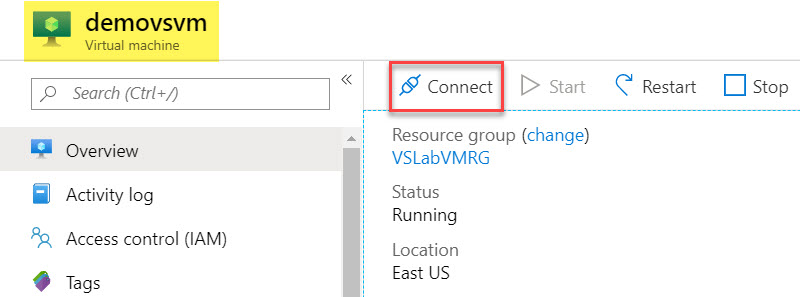 demovsvm
Virtual machine
Search (Ctrl+/)
«
Overview
Activity log
Access control (IAM)
Tags
Connect Start Restart Stop
Resource group (change)
VSLabVMRG
Status
Running
Location
East US